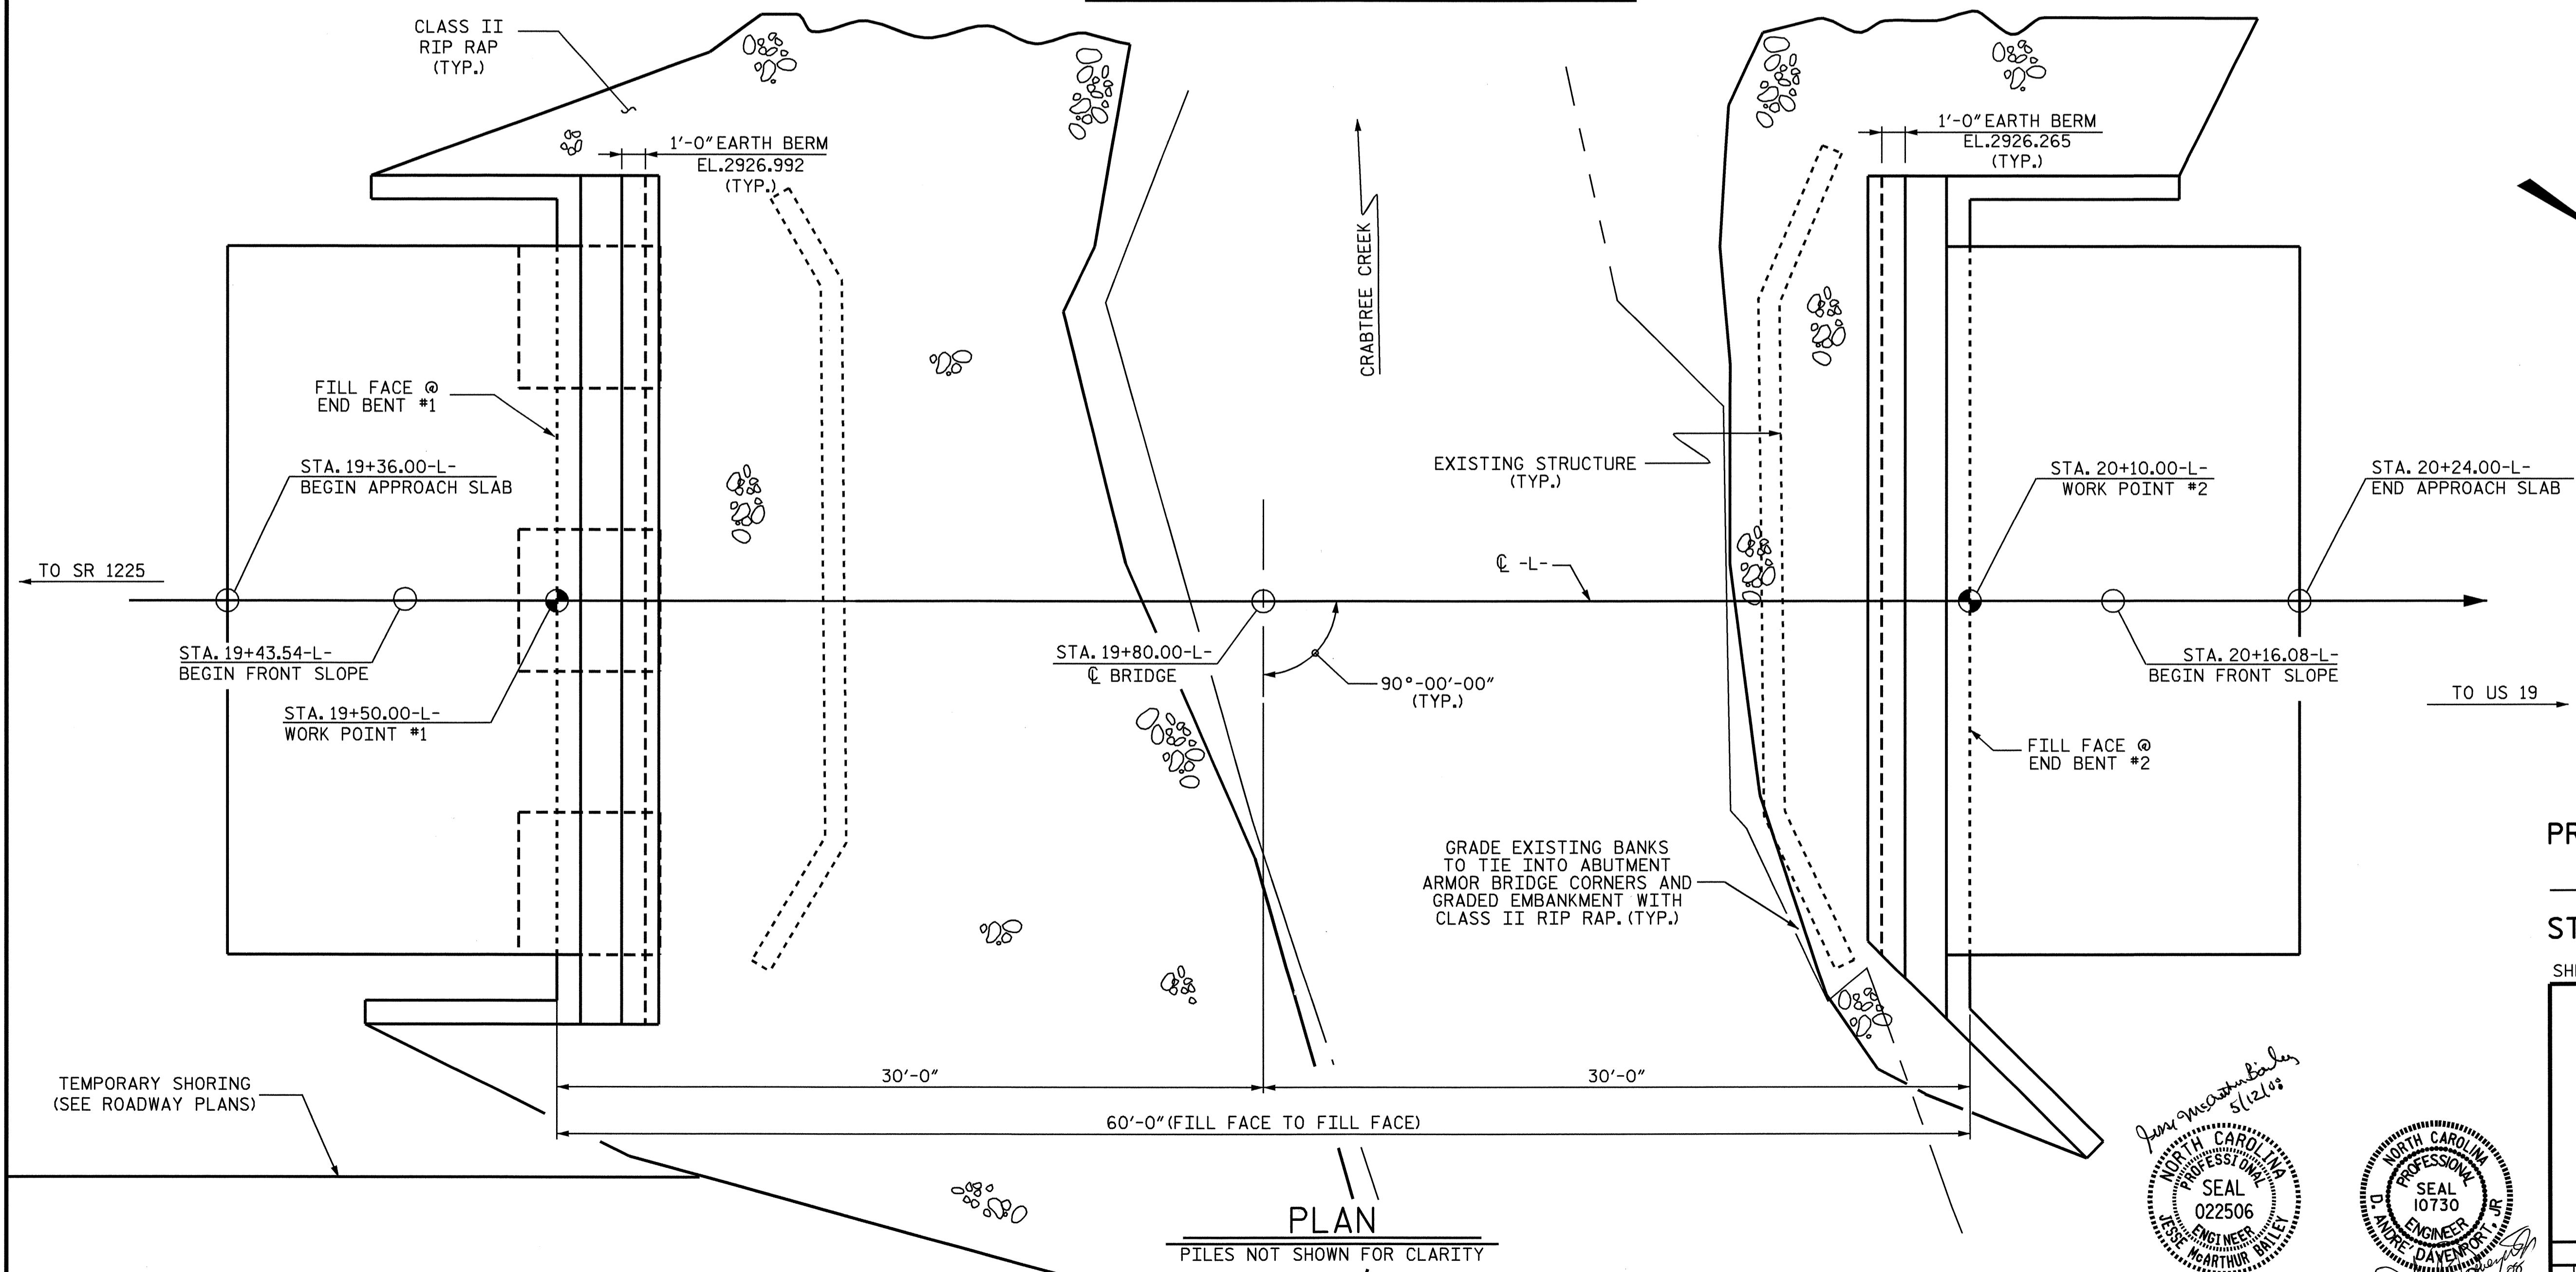 CLASS II
RIP RAP
(TYP.)
1'-0" EARTH BERM
EL.2926.992
(TYP.)
1'-0" EARTH BERM
EL.2926.265
(TYP.)
CRABTREE CREEK
FILL FACE @
END BENT #1
STA. 19+36.00-L-
BEGIN APPROACH SLAB
EXISTING STRUCTURE
(TYP.)
STA. 20+10.00-L-
WORK POINT #2
STA. 20+24.00-L-
END APPROACH SLAB
TO SR 1225
℄ -L-
STA. 19+43.54-L-
BEGIN FRONT SLOPE
STA. 19+80.00-L-
℄ BRIDGE
90°-00'-00"
(TYP.)
STA. 20+16.08-L-
BEGIN FRONT SLOPE
TO US 19
STA. 19+50.00-L-
WORK POINT #1
FILL FACE @
END BENT #2
GRADE EXISTING BANKS
TO TIE INTO ABUTMENT
ARMOR BRIDGE CORNERS AND
GRADED EMBANKMENT WITH
CLASS II RIP RAP. (TYP.)
PR
ST
SH
TEMPORARY SHORING
(SEE ROADWAY PLANS)
30'-0"
30'-0"
60'-0" (FILL FACE TO FILL FACE)
Jesse McArthur Bailey
5/12/08
NORTH CAROLINA
PROFESSIONAL
SEAL
022506
ENGINEER
JESSE McARTHUR BAILEY
NORTH CAROLINA
PROFESSIONAL
SEAL
10730
ENGINEER
D. ANDRE' DAVENPORT, JR
PLAN
PILES NOT SHOWN FOR CLARITY